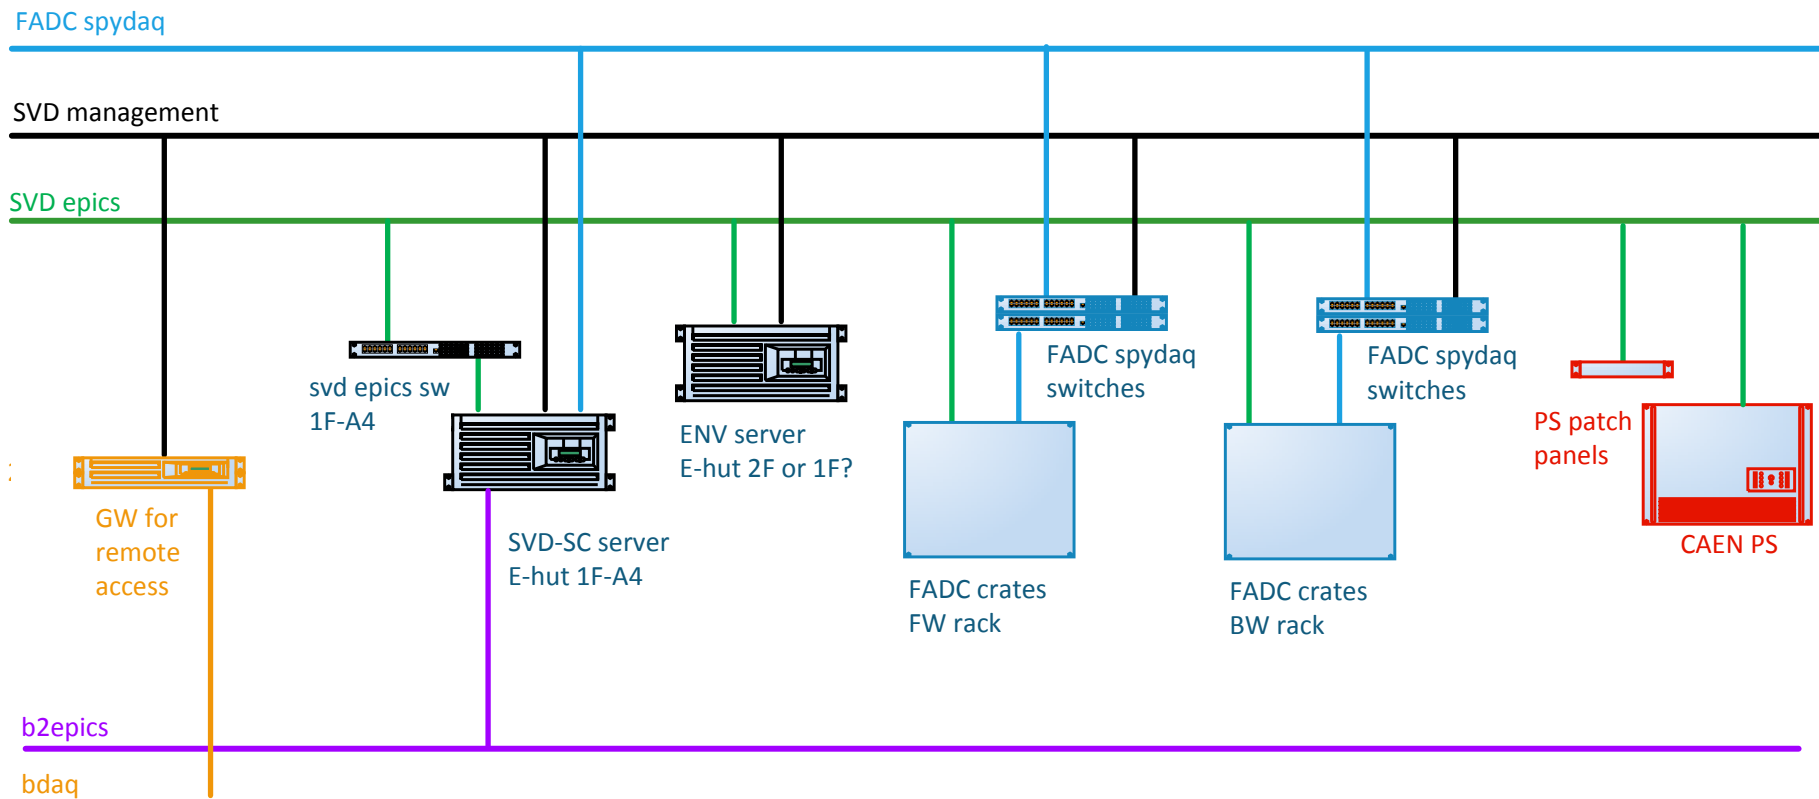 FADC spydaq
SVD management
SVD epics
svd epics sw
1F-A4
GW for
remote
access
SVD-SC server
E-hut 1F-A4
ENV server
E-hut 2F or 1F?
FADC spydaq
switches
FADC crates
FW rack
FADC spydaq
switches
FADC crates
BW rack
PS patch
panels
CAEN PS
b2epics
bdaq